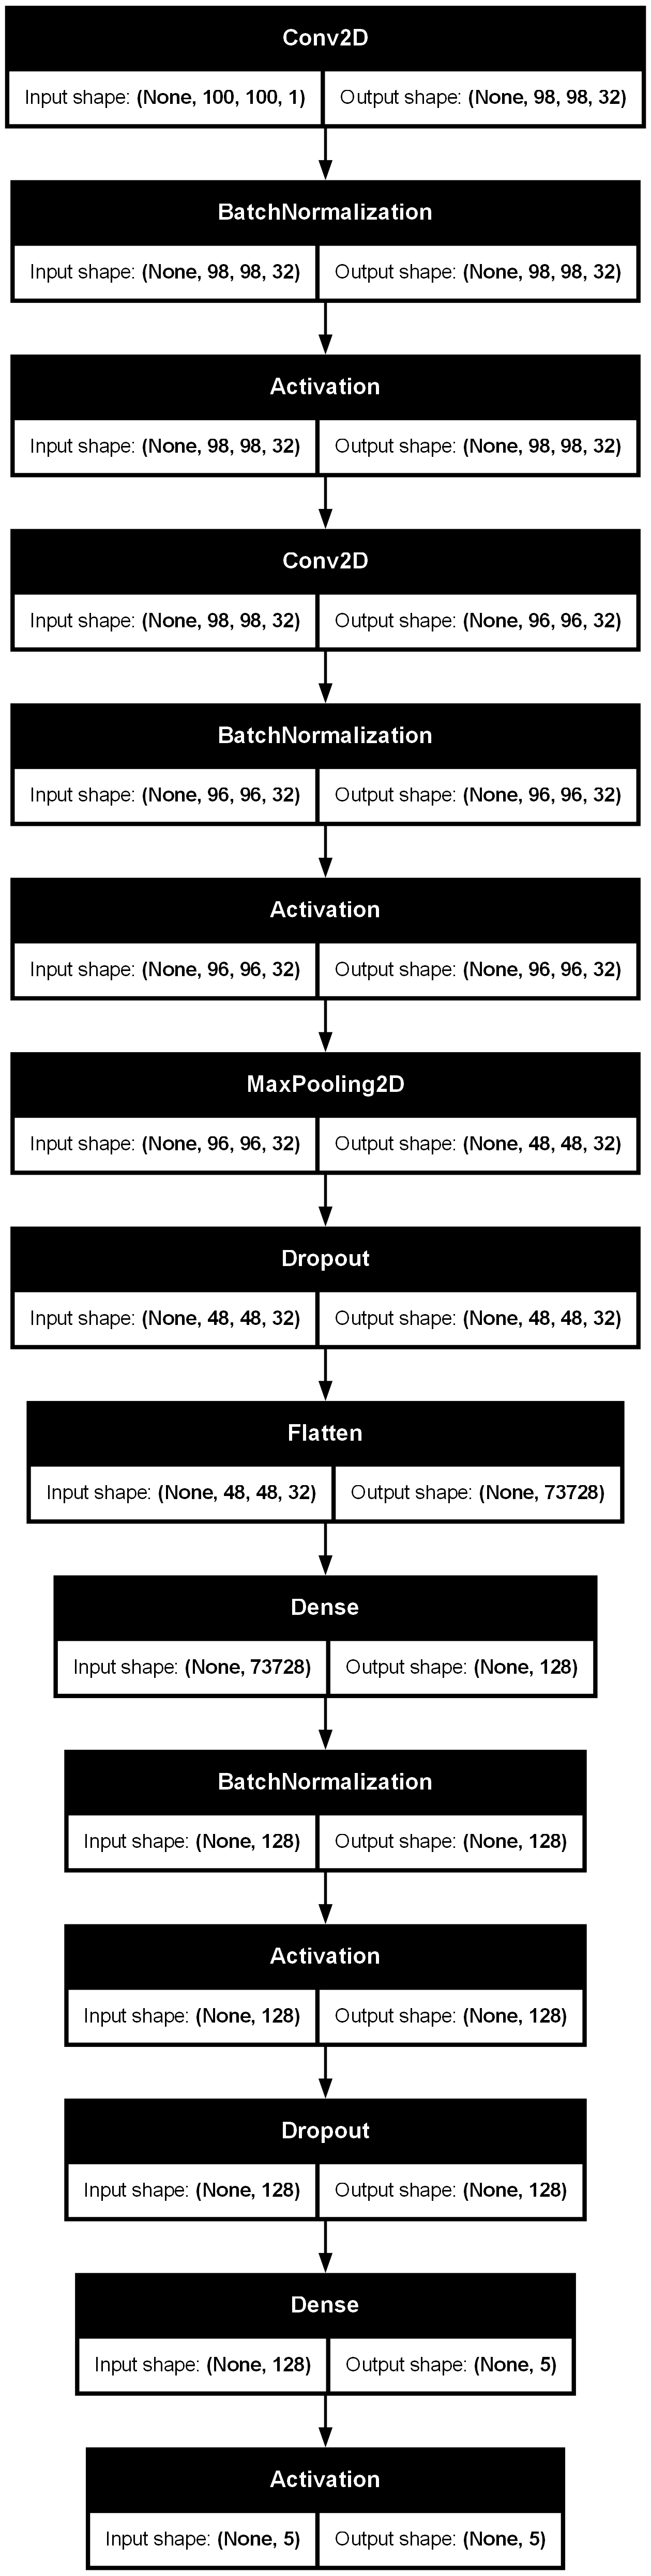 Conv2D
Input shape: (None, 100, 100, 1) Output shape: (None, 98, 98, 32)
BatchNormalization
Input shape: (None, 98, 98, 32) Output shape: (None, 98, 98, 32)
Activation
Input shape: (None, 98, 98, 32) Output shape: (None, 98, 98, 32)
Conv2D
Input shape: (None, 98, 98, 32) Output shape: (None, 96, 96, 32)
BatchNormalization
Input shape: (None, 96, 96, 32) Output shape: (None, 96, 96, 32)
Activation
Input shape: (None, 96, 96, 32) Output shape: (None, 96, 96, 32)
MaxPooling2D
Input shape: (None, 96, 96, 32) Output shape: (None, 48, 48, 32)
Dropout
Input shape: (None, 48, 48, 32) Output shape: (None, 48, 48, 32)
Flatten
Input shape: (None, 48, 48, 32) Output shape: (None, 73728)
Dense
Input shape: (None, 73728) Output shape: (None, 128)
BatchNormalization
Input shape: (None, 128) Output shape: (None, 128)
Activation
Input shape: (None, 128) Output shape: (None, 128)
Dropout
Input shape: (None, 128) Output shape: (None, 128)
Dense
Input shape: (None, 128) Output shape: (None, 5)
Activation
Input shape: (None, 5) Output shape: (None, 5)